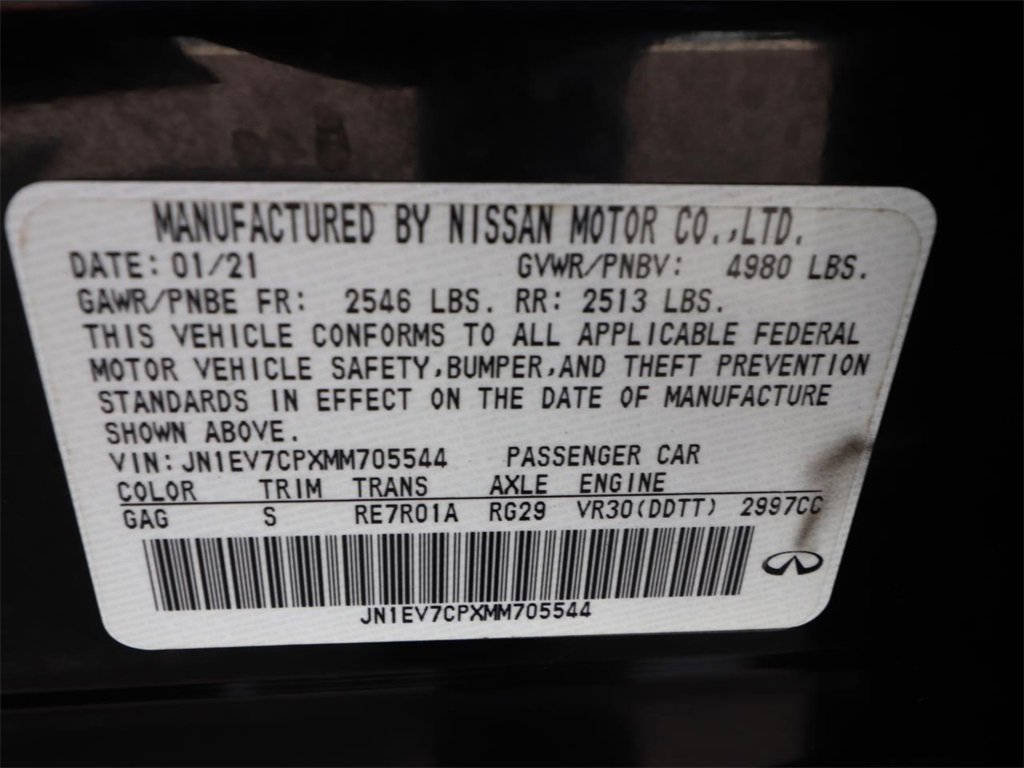 MANUFACTURED BY NISSAN MOTOR CO.,LTD.
DATE: 01/21 GVWR/PNBV: 4980 LBS.
GAWR/PNBE FR: 2546 LBS. RR: 2513 LBS.
THIS VEHICLE CONFORMS TO ALL APPLICABLE FEDERAL
MOTOR VEHICLE SAFETY,BUMPER,AND THEFT PREVENTION
STANDARDS IN EFFECT ON THE DATE OF MANUFACTURE
SHOWN ABOVE.
VIN: JN1EV7CPXMM705544 PASSENGER CAR
COLOR TRIM TRANS AXLE ENGINE
GAG S RE7R01A RG29 VR30(DDTT) 2997CC
JN1EV7CPXMM705544